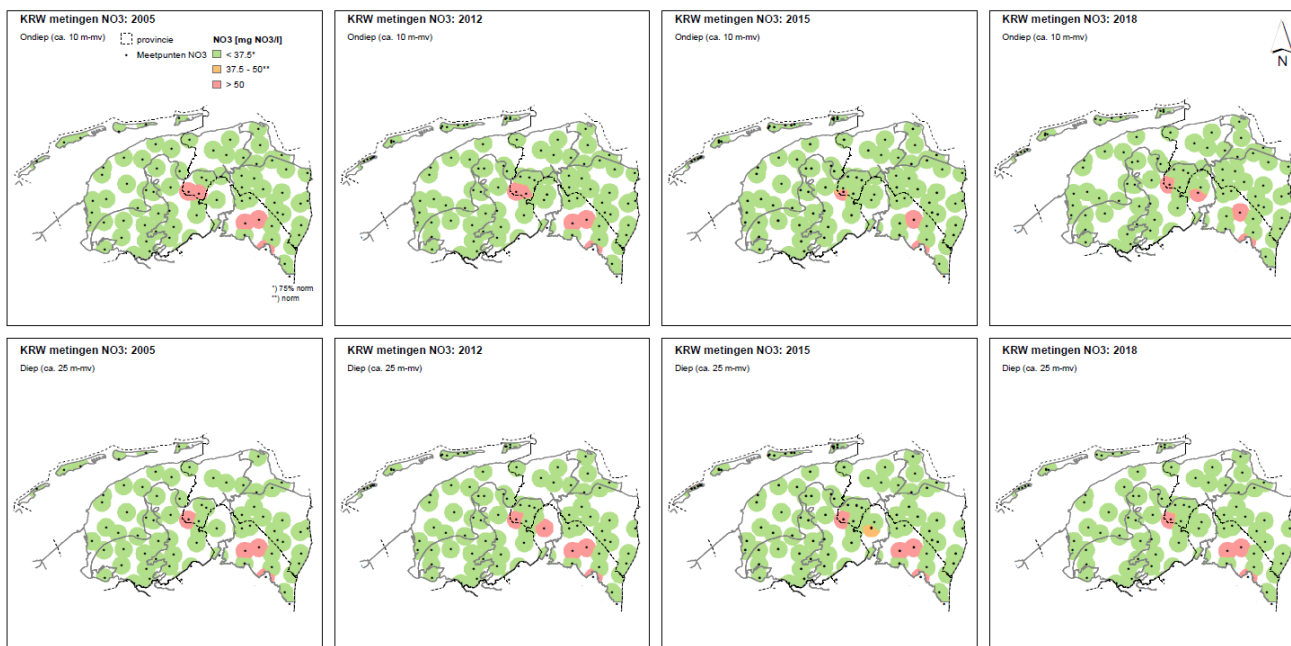 KRW metingen NO3: 2005
Ondiep (ca. 10 m-mv)
provincie
Meetpunten NO3
NO3 [mg NO3/l]
< 37.5*
37.5 - 50**
> 50
*) 75% norm
**) norm
KRW metingen NO3: 2012
Ondiep (ca. 10 m-mv)
KRW metingen NO3: 2015
Ondiep (ca. 10 m-mv)
KRW metingen NO3: 2018
Ondiep (ca. 10 m-mv)
N
KRW metingen NO3: 2005
Diep (ca. 25 m-mv)
KRW metingen NO3: 2012
Diep (ca. 25 m-mv)
KRW metingen NO3: 2015
Diep (ca. 25 m-mv)
KRW metingen NO3: 2018
Diep (ca. 25 m-mv)